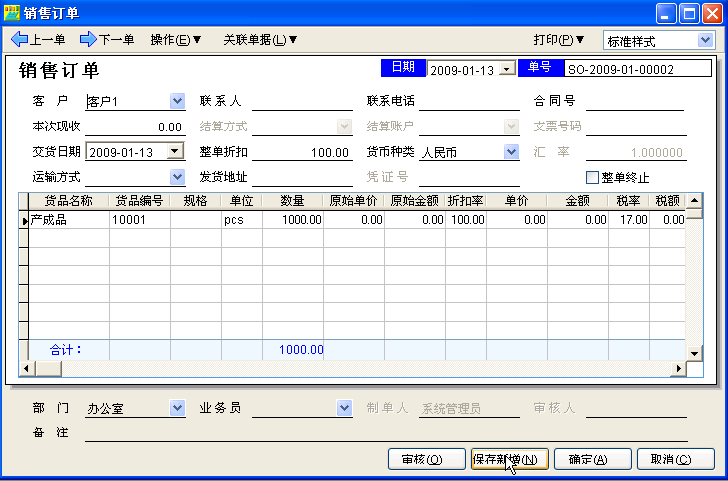 销售订单
上一单 下一单 操作(E)▼ 关联单据(L)▼ 打印(P)▼ 标准样式
销售订单 日期 2009-01-13 单号 SO-2009-01-00002
客 户 客户1 联系人 联系电话 合同号
本次现收 0.00 结算方式 结算账户 支票号码
交货日期 2009-01-13 整单折扣 100.00 货币种类 人民币 汇 率 1.000000
运输方式 发货地址 凭证号 整单终止
货品名称 货品编号 规格 单位 数量 原始单价 原始金额 折扣率 单价 金额 税率 税额
产成品 10001 pcs 1000.00 0.00 0.00 100.00 0.00 0.00 17.00 0.00
合计： 1000.00
部 门 办公室 业务员 制单人 系统管理员 审核人
备 注
审核(O) 保存新增(N) 确定(A) 取消(C)